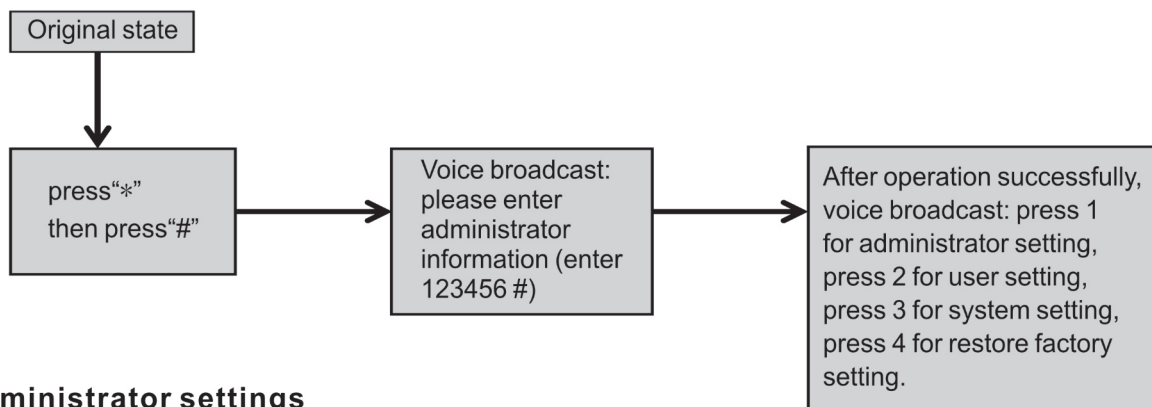 Original state
press“*”
then press“#”
Voice broadcast:
please enter
administrator
information (enter
123456 #)
After operation successfully,
voice broadcast: press 1
for administrator setting,
press 2 for user setting,
press 3 for system setting,
press 4 for restore factory
setting.
ministrator settings